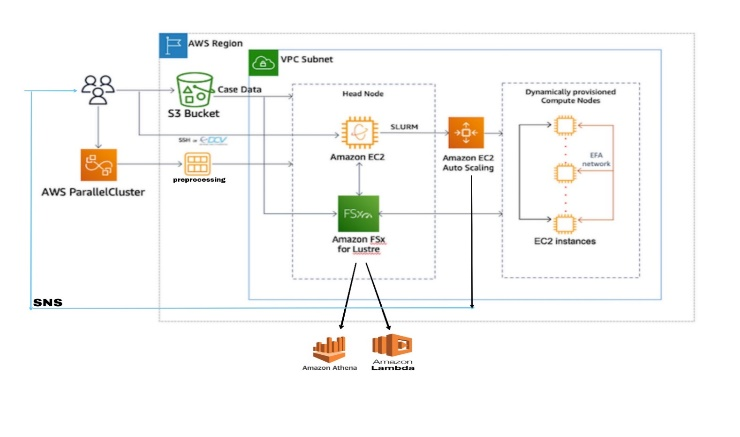 AWS Region
VPC Subnet
Case Data
S3 Bucket
Head Node
Dynamically provisioned
Compute Nodes
SLURM
SSH or
Amazon EC2
Amazon EC2
Auto Scaling
EFA
network
AWS ParallelCluster
preprocessing
FSx
Amazon FSx
for Lustre
EC2 instances
SNS
Amazon Athena
Amazon
Lambda